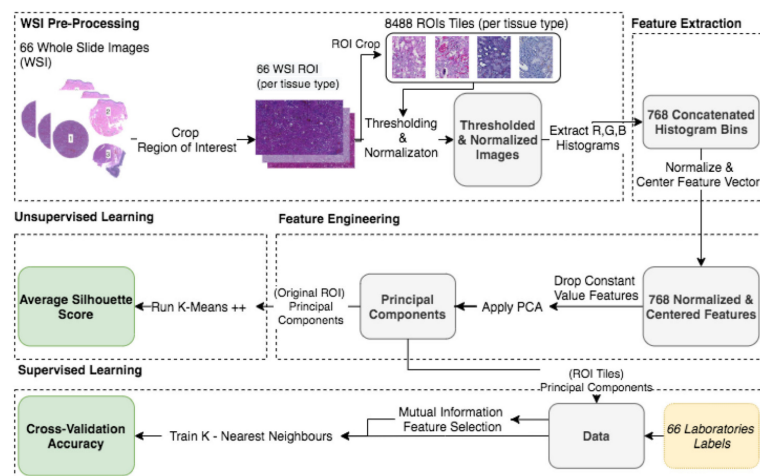 WSI Pre-Processing
8488 ROIs Tiles (per tissue type)
Feature Extraction
66 Whole Slide Images
(WSI)
ROI Crop
66 WSI ROI
(per tissue type)
Crop
Region of Interest
Thresholding
&
Normalizaton
Thresholded
& Normalized
Images
Extract R,G,B
Histograms
768 Concatenated
Histogram Bins
Normalize &
Center Feature Vector
Unsupervised Learning
Feature Engineering
Average Silhouette
Score
Run K-Means ++
(Original ROI)
Principal
Components
Principal
Components
Apply PCA
Drop Constant
Value Features
768 Normalized &
Centered Features
Supervised Learning
(ROI Tiles)
Principal Components
Cross-Validation
Accuracy
Train K - Nearest Neighbours
Mutual Information
Feature Selection
Data
66 Laboratories
Labels